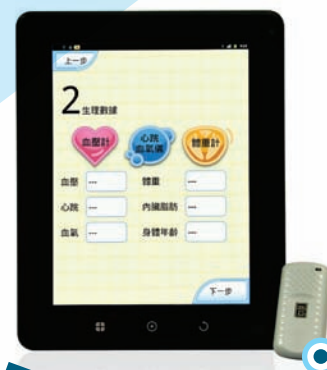 上一步
2 生理數據
血壓計
心跳
血氧儀
體重計
血壓 ---
體重 ---
心跳 ---
內臟脂肪 ---
血氧 ---
身體年齡 ---
下一步